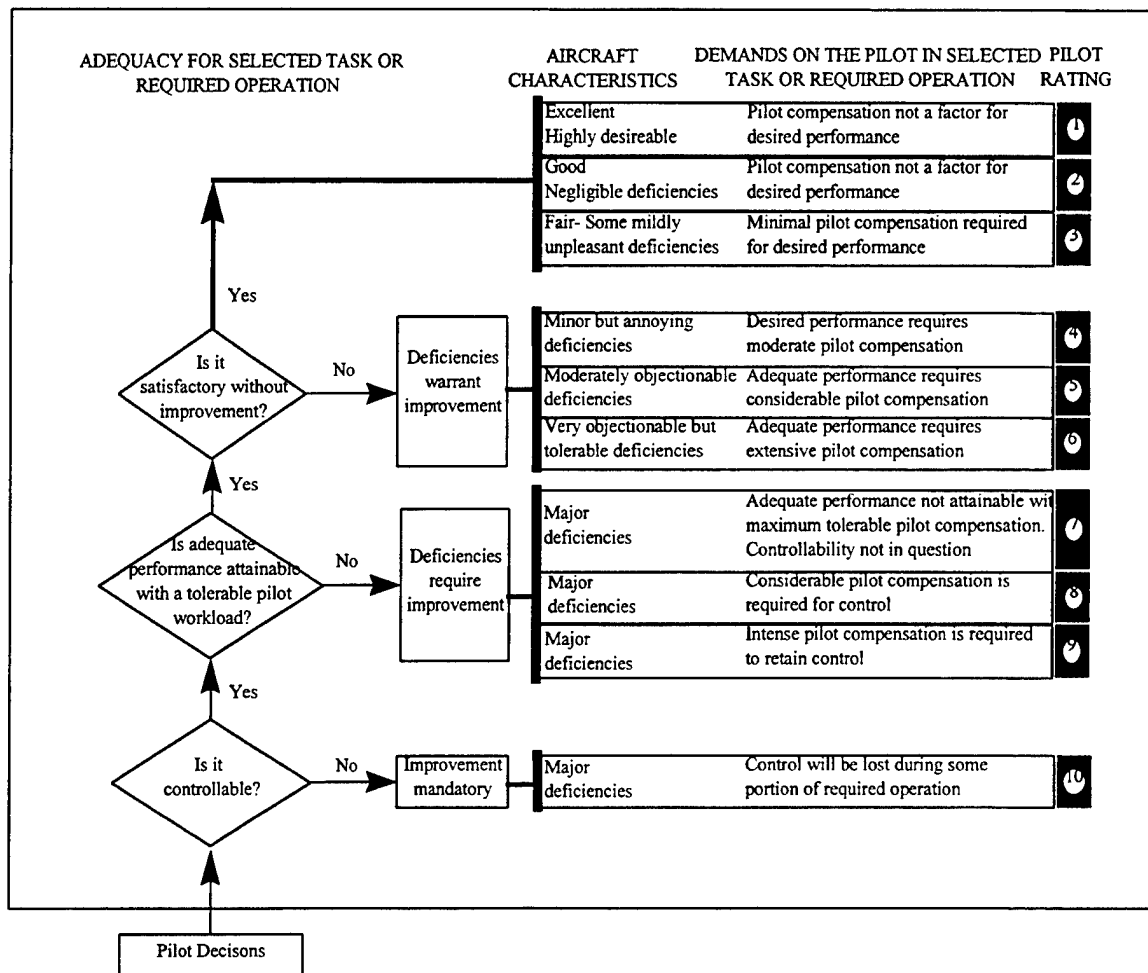 ADEQUACY FOR SELECTED TASK OR
REQUIRED OPERATION
AIRCRAFT
CHARACTERISTICS
DEMANDS ON THE PILOT IN SELECTED
TASK OR REQUIRED OPERATION
PILOT
RATING
Excellent
Highly desireable
Pilot compensation not a factor for
desired performance
1
Good
Negligible deficiencies
Pilot compensation not a factor for
desired performance
2
Fair- Some mildly
unpleasant deficiencies
Minimal pilot compensation required
for desired performance
3
Yes
Is it
satisfactory without
improvement?
No
Deficiencies
warrant
improvement
Minor but annoying
deficiencies
Desired performance requires
moderate pilot compensation
4
Moderately objectionable
deficiencies
Adequate performance requires
considerable pilot compensation
5
Very objectionable but
tolerable deficiencies
Adequate performance requires
extensive pilot compensation
6
Yes
Is adequate
performance attainable
with a tolerable pilot
workload?
No
Deficiencies
require
improvement
Major
deficiencies
Adequate performance not attainable wit
maximum tolerable pilot compensation.
Controllability not in question
7
Major
deficiencies
Considerable pilot compensation is
required for control
8
Major
deficiencies
Intense pilot compensation is required
to retain control
9
Yes
Is it
controllable?
No
Improvement
mandatory
Major
deficiencies
Control will be lost during some
portion of required operation
10
Pilot Decisons